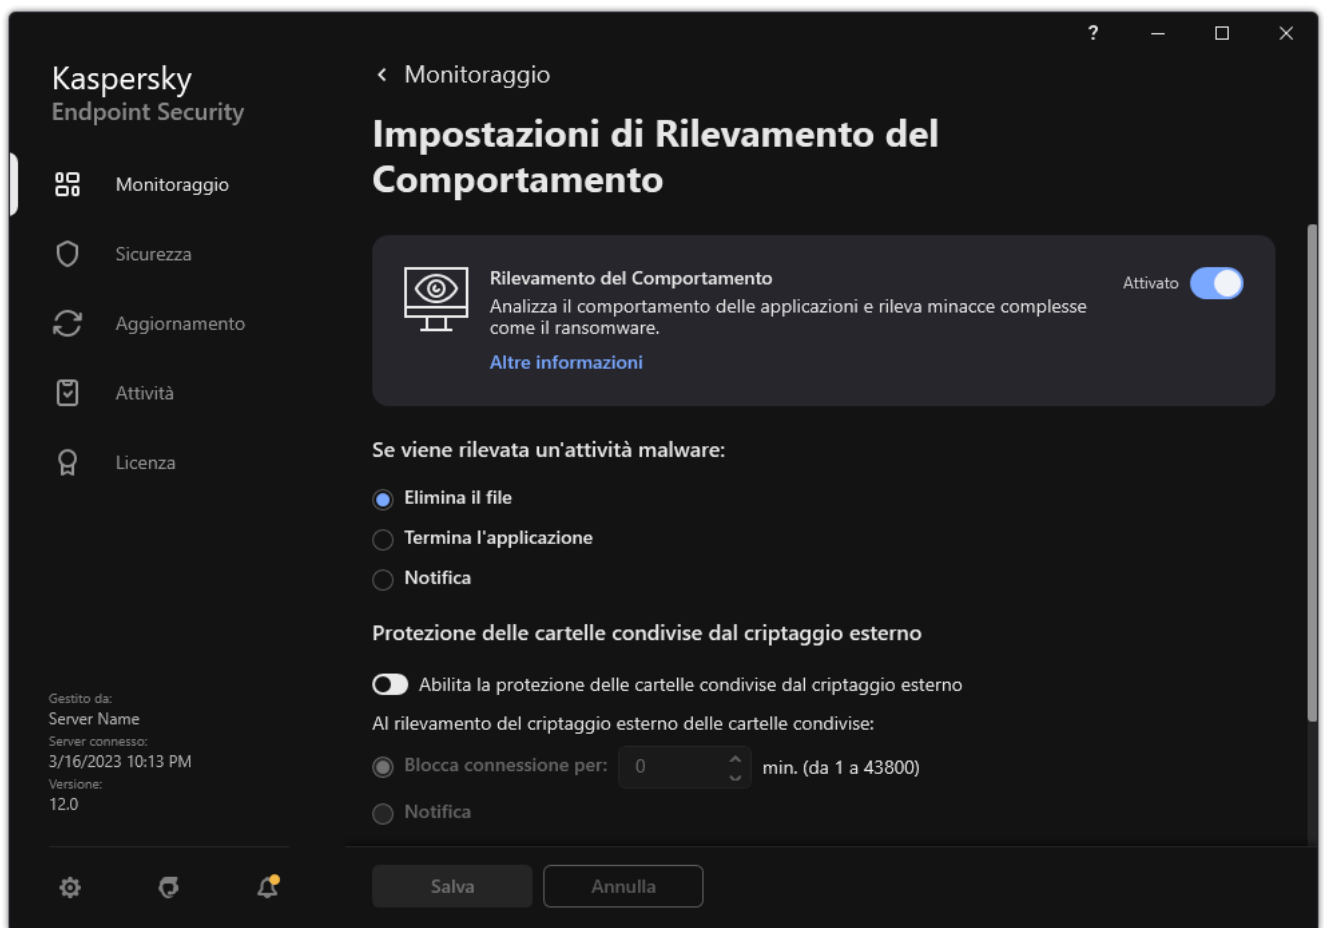 ?
Kaspersky
Endpoint Security
Monitoraggio
Sicurezza
Aggiornamento
Attività
Licenza
Gestito da:
Server Name
Server connesso:
3/16/2023 10:13 PM
Versione:
12.0
Monitoraggio
Impostazioni di Rilevamento del
Comportamento
Rilevamento del Comportamento
Attivato
Analizza il comportamento delle applicazioni e rileva minacce complesse
come il ransomware.
Altre informazioni
Se viene rilevata un'attività malware:
Elimina il file
Termina l'applicazione
Notifica
Protezione delle cartelle condivise dal criptaggio esterno
Abilita la protezione delle cartelle condivise dal criptaggio esterno
Al rilevamento del criptaggio esterno delle cartelle condivise:
Blocca connessione per: 0 min. (da 1 a 43800)
Notifica
Salva Annulla